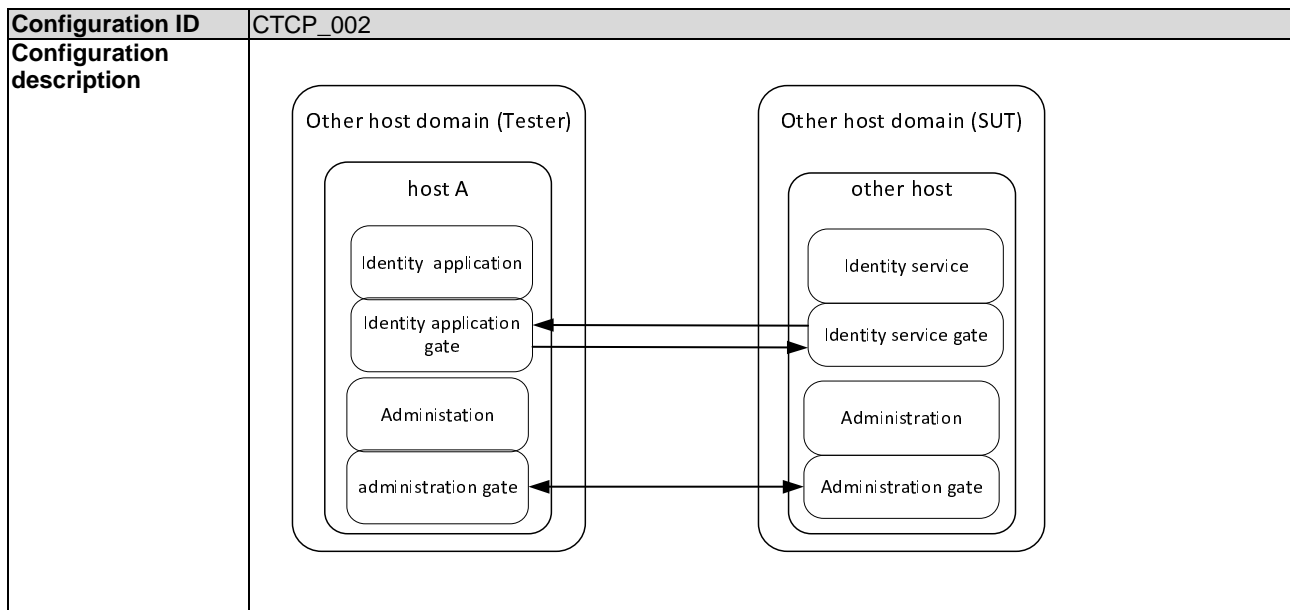 Configuration ID CTCP_002
Configuration
description
Other host domain (Tester)
host A
Identity application
Identity application
gate
Administation
administration gate
Other host domain (SUT)
other host
Identity service
Identity service gate
Administration
Administration gate